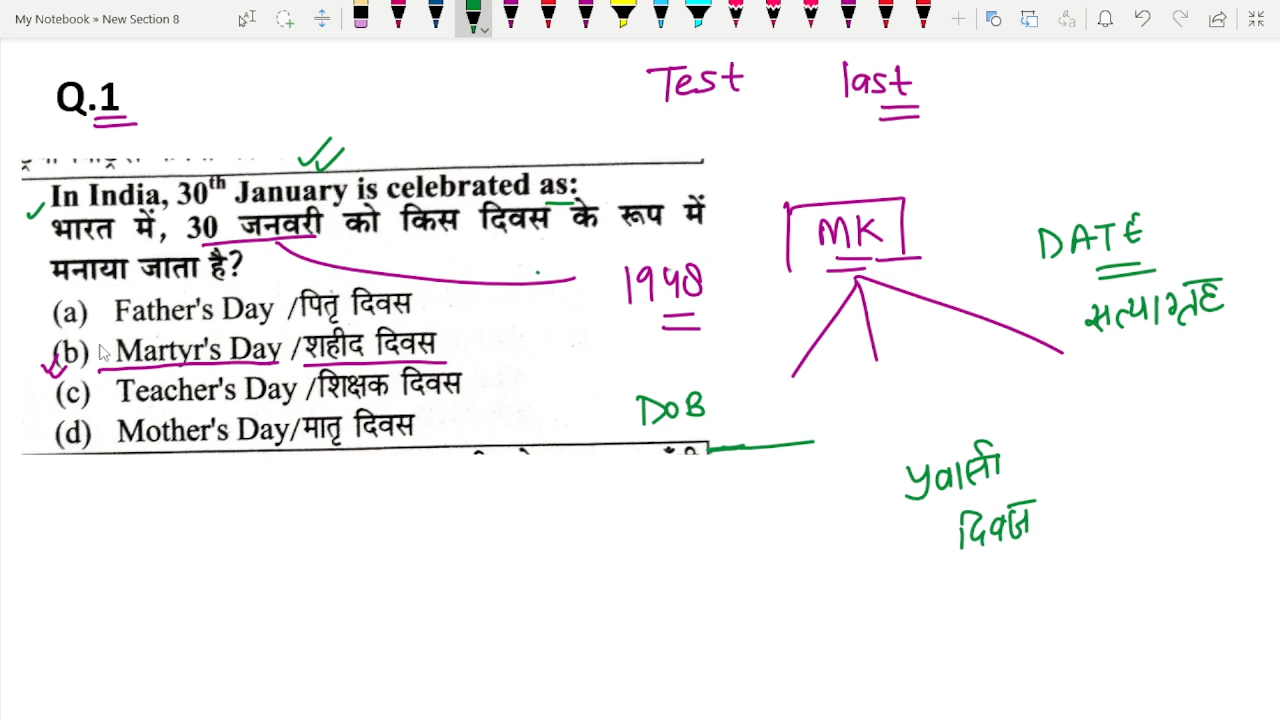 My Notebook » New Section 8
Test last
Q.1
In India, 30th January is celebrated as:
भारत में, 30 जनवरी को किस दिवस के रूप में
मनाया जाता है?
(a) Father's Day /पितृ दिवस
(b) Martyr's Day /शहीद दिवस
(c) Teacher's Day /शिक्षक दिवस
(d) Mother's Day/मातृ दिवस
MK
1948
DATE
सत्याग्रह
DOB
प्रवासी
दिवस